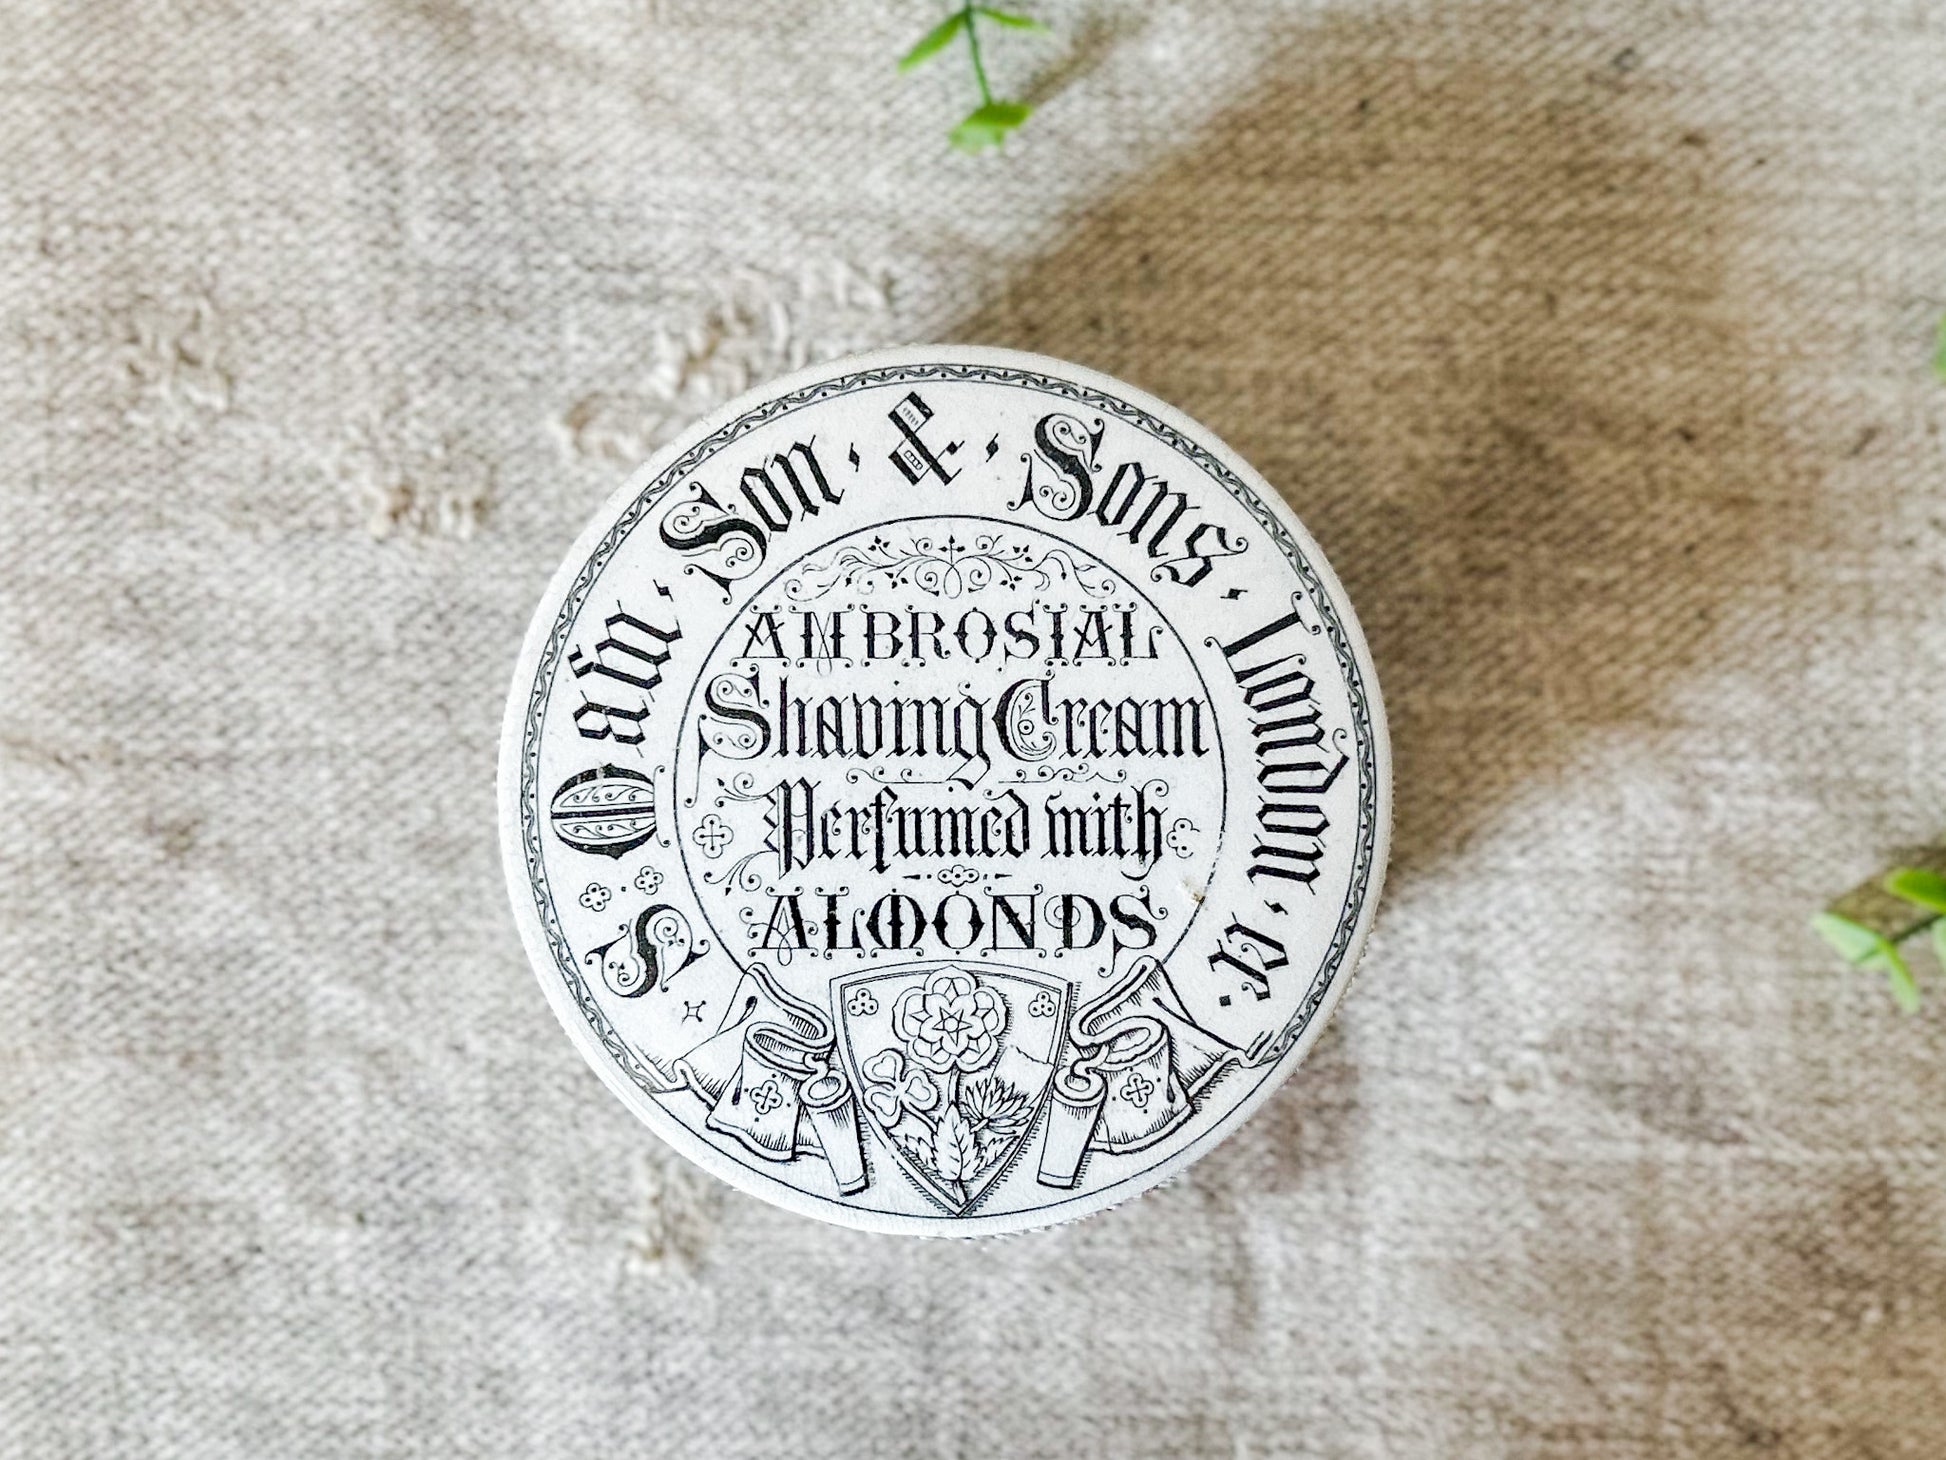 S Maw · Son · & · Sons · London
AMBROSIAL
Shaving Cream
Perfumed with
ALMONDS